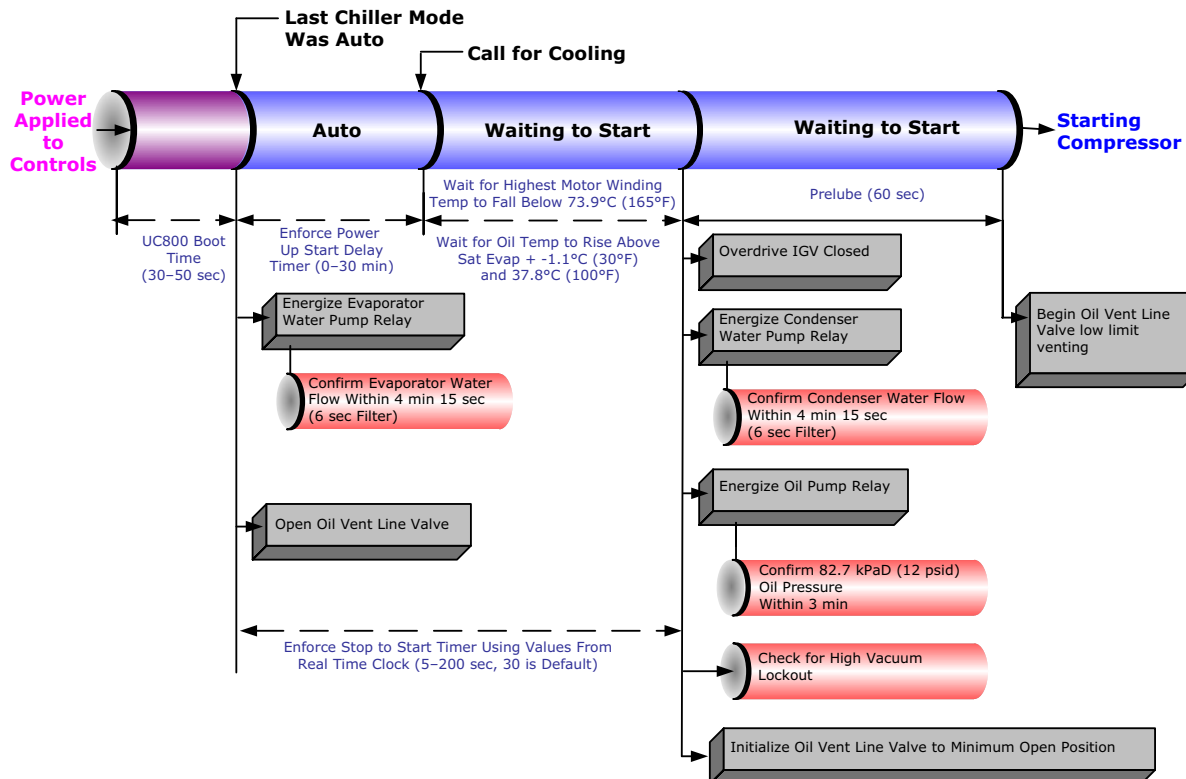 Last Chiller Mode
Was Auto
Call for Cooling
Power
Applied
to
Controls
Auto
Waiting to Start
Waiting to Start
Starting
Compressor
UC800 Boot
Time
(30–50 sec)
Enforce Power
Up Start Delay
Timer (0–30 min)
Wait for Highest Motor Winding
Temp to Fall Below 73.9°C (165°F)
Wait for Oil Temp to Rise Above
Sat Evap + -1.1°C (30°F)
and 37.8°C (100°F)
Prelube (60 sec)
Overdrive IGV Closed
Energize Evaporator
Water Pump Relay
Confirm Evaporator Water
Flow Within 4 min 15 sec
(6 sec Filter)
Energize Condenser
Water Pump Relay
Confirm Condenser Water Flow
Within 4 min 15 sec
(6 sec Filter)
Begin Oil Vent Line
Valve low limit
venting
Open Oil Vent Line Valve
Energize Oil Pump Relay
Confirm 82.7 kPaD (12 psid)
Oil Pressure
Within 3 min
Enforce Stop to Start Timer Using Values From
Real Time Clock (5–200 sec, 30 is Default)
Check for High Vacuum
Lockout
Initialize Oil Vent Line Valve to Minimum Open Position